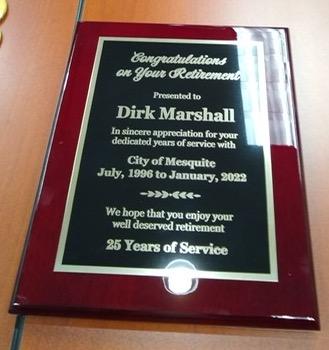 Congratulations
on Your Retirement
Presented to
Dirk Marshall
In sincere appreciation for your
dedicated years of service with
City of Mesquite
July, 1996 to January, 2022
We hope that you enjoy your
well deserved retirement
25 Years of Service